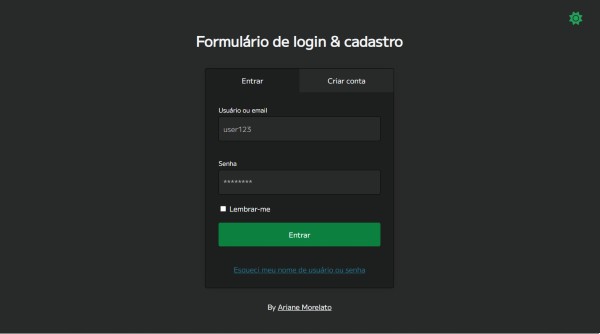 Formulário de login & cadastro
Entrar
Criar conta
Usuário ou email
user123
Senha
********
Lembrar-me
Entrar
Esqueci meu nome de usuário ou senha
By Ariane Morelato